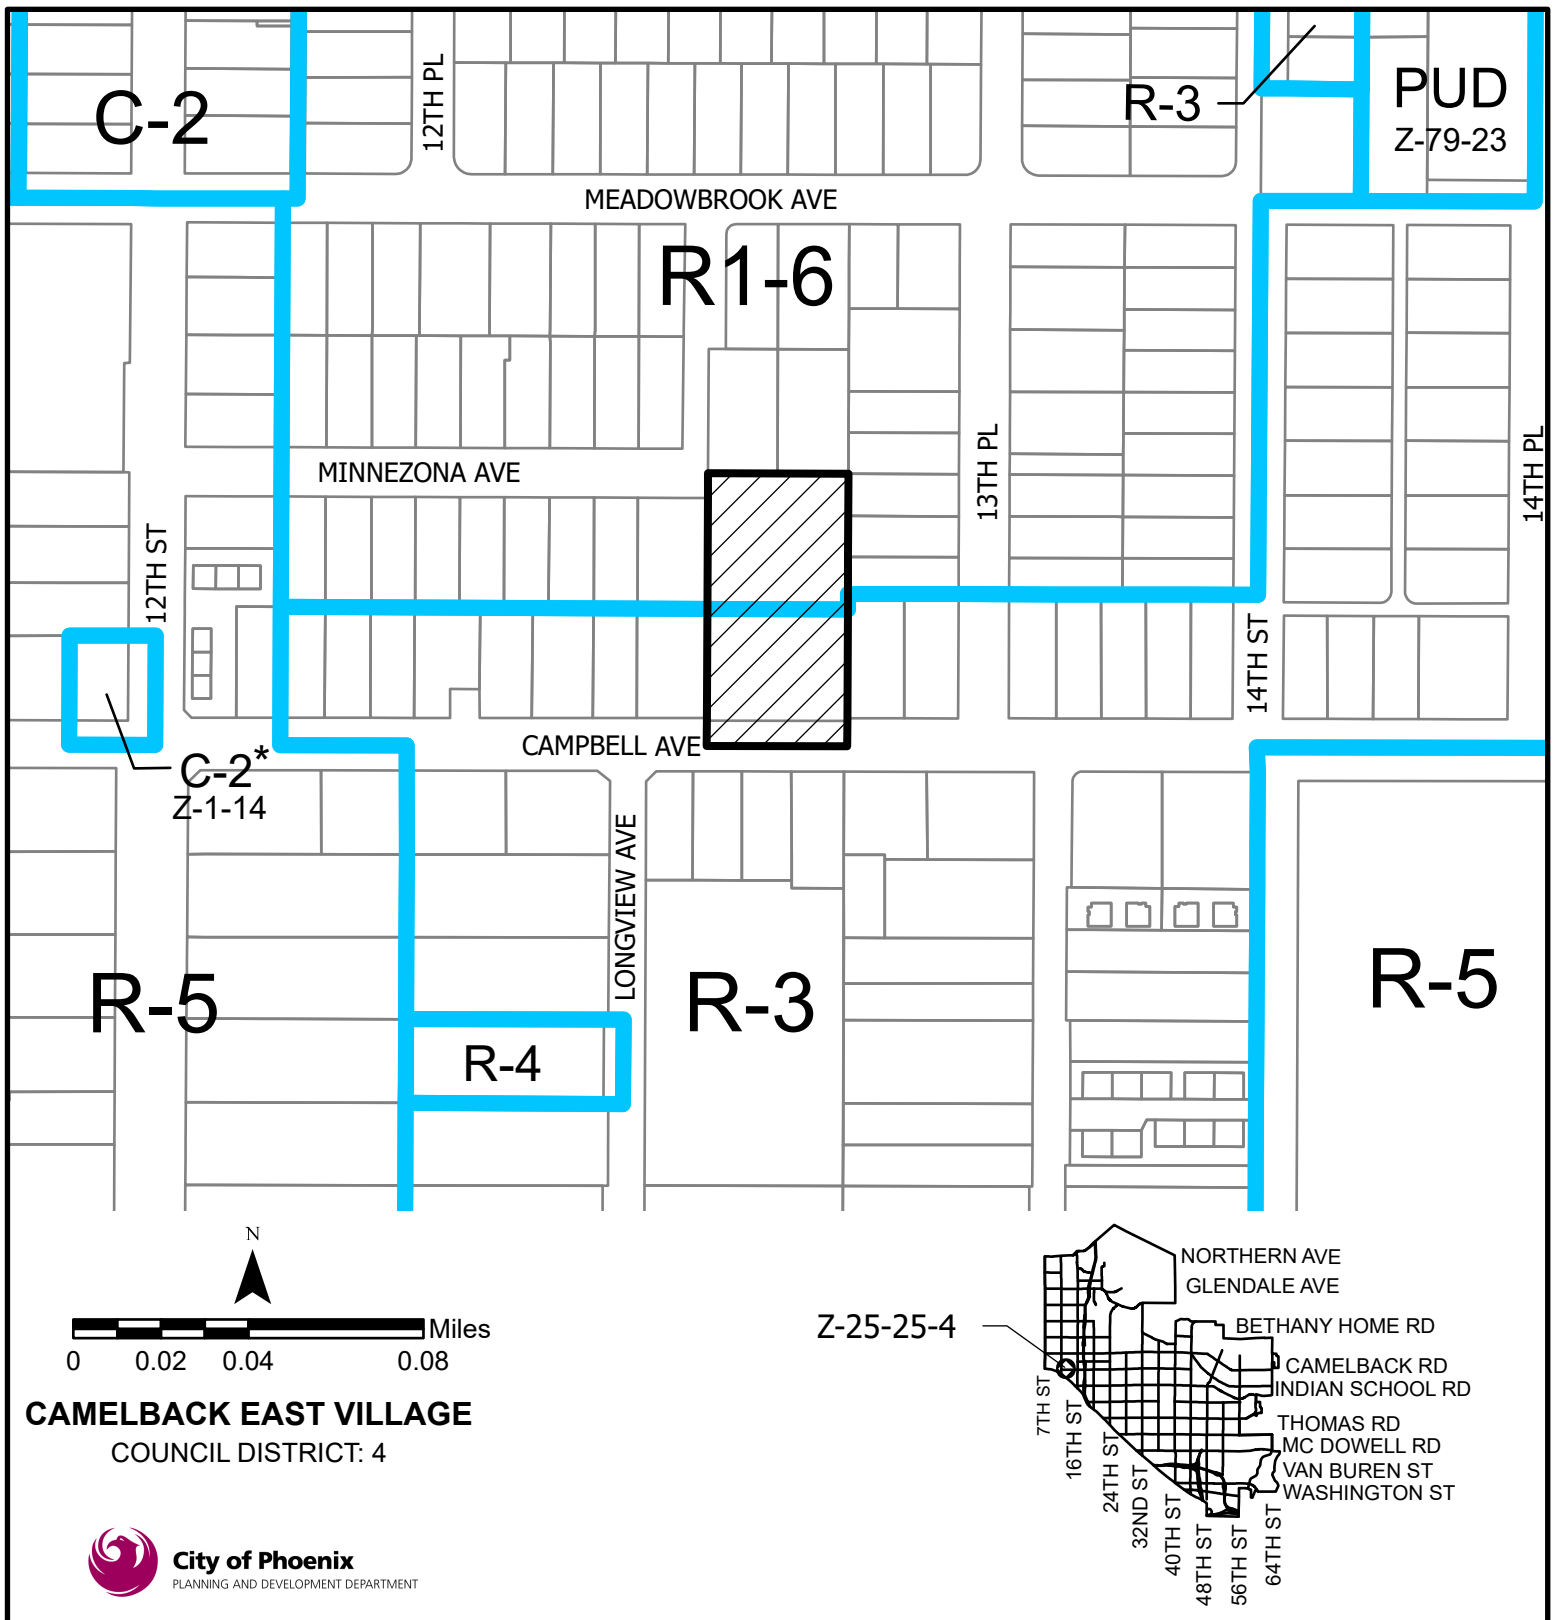 C-2
12TH PL
R-3
PUD
Z-79-23
MEADOWBROOK AVE
R1-6
MINNEZONA AVE
13TH PL
14TH PL
12TH ST
14TH ST
CAMPBELL AVE
C-2*
Z-1-14
LONGVIEW AVE
R-5
R-3
R-5
R-4
N
Miles
0 0.02 0.04 0.08
CAMELBACK EAST VILLAGE
COUNCIL DISTRICT: 4
City of Phoenix
PLANNING AND DEVELOPMENT DEPARTMENT
Z-25-25-4
NORTHERN AVE
GLENDALE AVE
BETHANY HOME RD
CAMELBACK RD
INDIAN SCHOOL RD
THOMAS RD
MC DOWELL RD
VAN BUREN ST
WASHINGTON ST
7TH ST
16TH ST
24TH ST
32ND ST
40TH ST
48TH ST
56TH ST
64TH ST